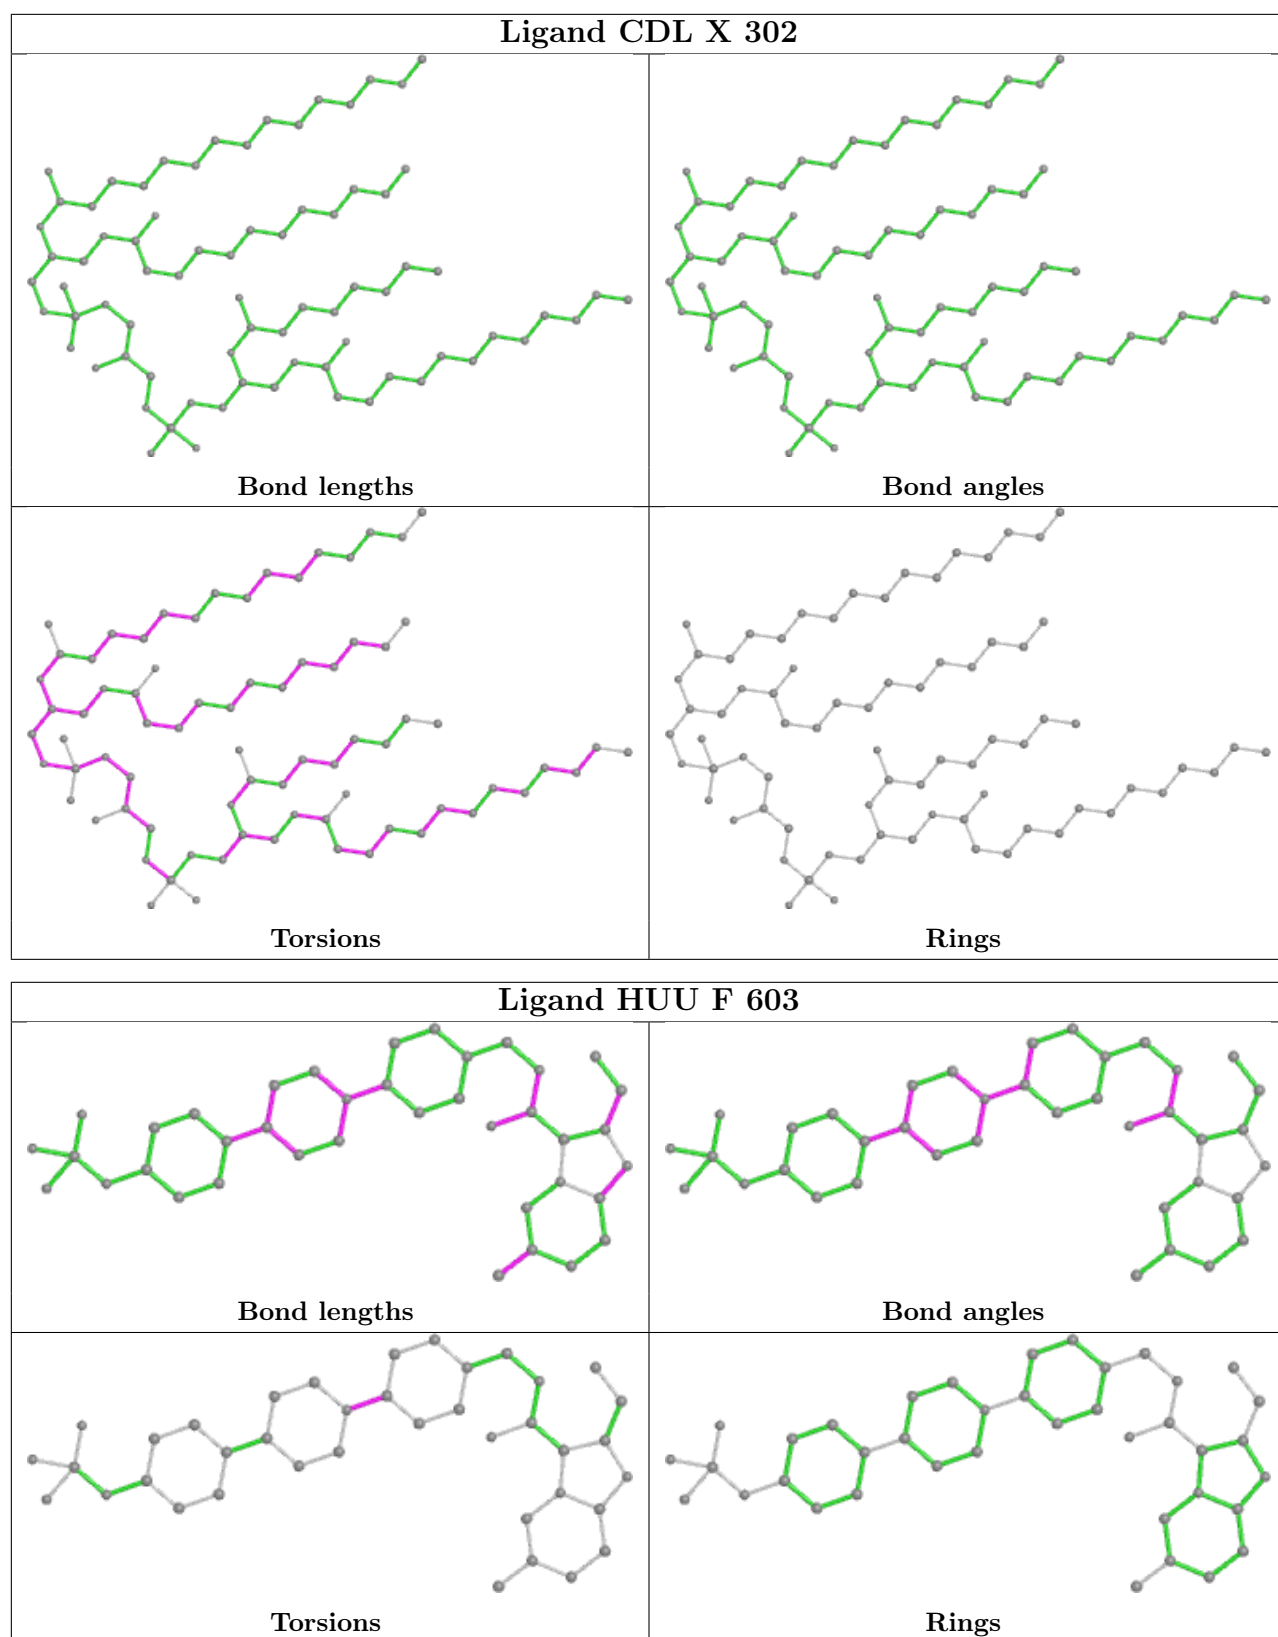 Ligand CDL X 302
Bond lengths
Bond angles
Torsions
Rings
Ligand HUU F 603
Bond lengths
Bond angles
Torsions
Rings